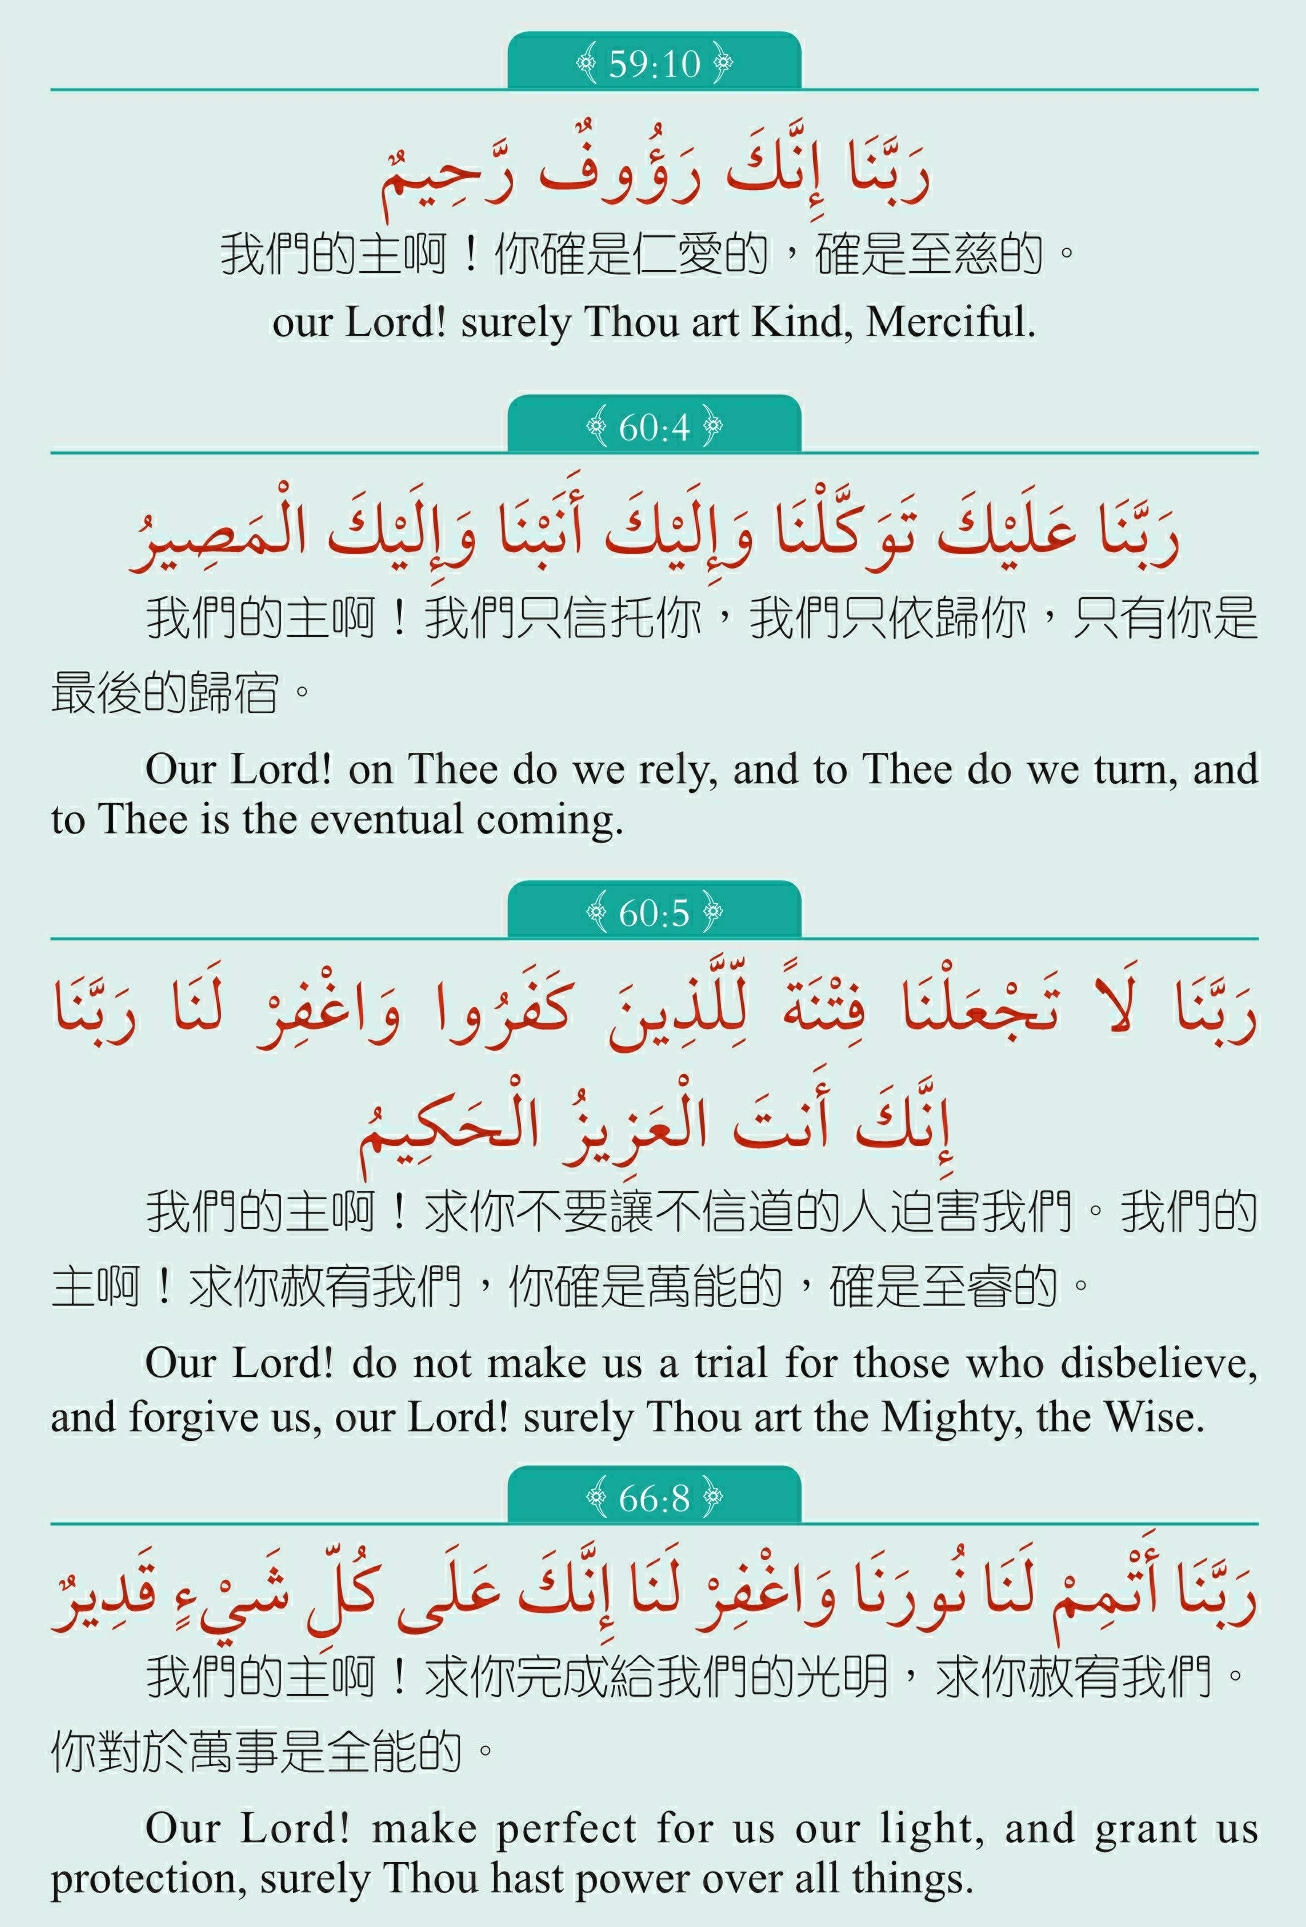 59:10
رَبَّنَا إِنَّكَ رَؤُوفٌ رَّحِيمٌ
我們的主啊！你確是仁愛的，確是至慈的。
our Lord! surely Thou art Kind, Merciful.
60:4
رَبَّنَا عَلَيْكَ تَوَكَّلْنَا وَإِلَيْكَ أَنَبْنَا وَإِلَيْكَ الْمَصِيرُ
我們的主啊！我們只信托你，我們只依歸你，只有你是
最後的歸宿。
Our Lord! on Thee do we rely, and to Thee do we turn, and
to Thee is the eventual coming.
60:5
رَبَّنَا لَا تَجْعَلْنَا فِتْنَةً لِّلَّذِينَ كَفَرُوا وَاغْفِرْ لَنَا رَبَّنَا
إِنَّكَ أَنتَ الْعَزِيزُ الْحَكِيمُ
我們的主啊！求你不要讓不信道的人迫害我們。我們的
主啊！求你赦宥我們，你確是萬能的，確是至睿的。
Our Lord! do not make us a trial for those who disbelieve,
and forgive us, our Lord! surely Thou art the Mighty, the Wise.
66:8
رَبَّنَا أَتْمِمْ لَنَا نُورَنَا وَاغْفِرْ لَنَا إِنَّكَ عَلَى كُلِّ شَيْءٍ قَدِيرٌ
我們的主啊！求你完成給我們的光明，求你赦宥我們。
你對於萬事是全能的。
Our Lord! make perfect for us our light, and grant us
protection, surely Thou hast power over all things.